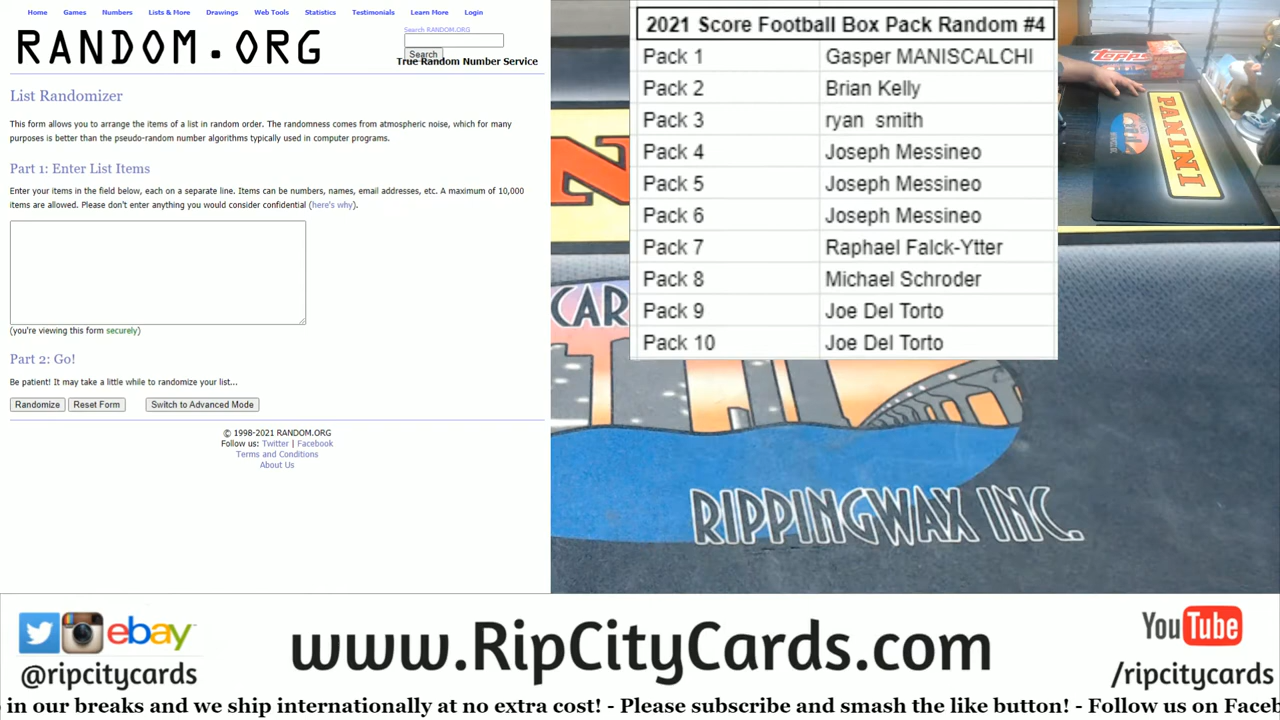 Home Games Numbers Lists & More Drawings Web Tools Statistics Testimonials Learn More Login
RANDOM.ORG
Search RANDOM.ORG
Search
True Random Number Service
List Randomizer
This form allows you to arrange the items of a list in random order. The randomness comes from atmospheric noise, which for many
purposes is better than the pseudo-random number algorithms typically used in computer programs.
Part 1: Enter List Items
Enter your items in the field below, each on a separate line. Items can be numbers, names, email addresses, etc. A maximum of 10,000
items are allowed. Please don't enter anything you would consider confidential (here's why).
(you're viewing this form securely)
Part 2: Go!
Be patient! It may take a little while to randomize your list...
Randomize Reset Form Switch to Advanced Mode
© 1998-2021 RANDOM.ORG
Follow us: Twitter | Facebook
Terms and Conditions
About Us
2021 Score Football Box Pack Random #4
Pack 1 Gasper MANISCALCHI
Pack 2 Brian Kelly
Pack 3 ryan smith
Pack 4 Joseph Messineo
Pack 5 Joseph Messineo
Pack 6 Joseph Messineo
Pack 7 Raphael Falck-Ytter
Pack 8 Michael Schroder
Pack 9 Joe Del Torto
Pack 10 Joe Del Torto
TOPPS
PANINI
CAR
RIPPINGWAX INC.
ebay
@ripcitycards
www.RipCityCards.com
YouTube
/ripcitycards
in our breaks and we ship internationally at no extra cost! - Please subscribe and smash the like button! - Follow us on Faceb